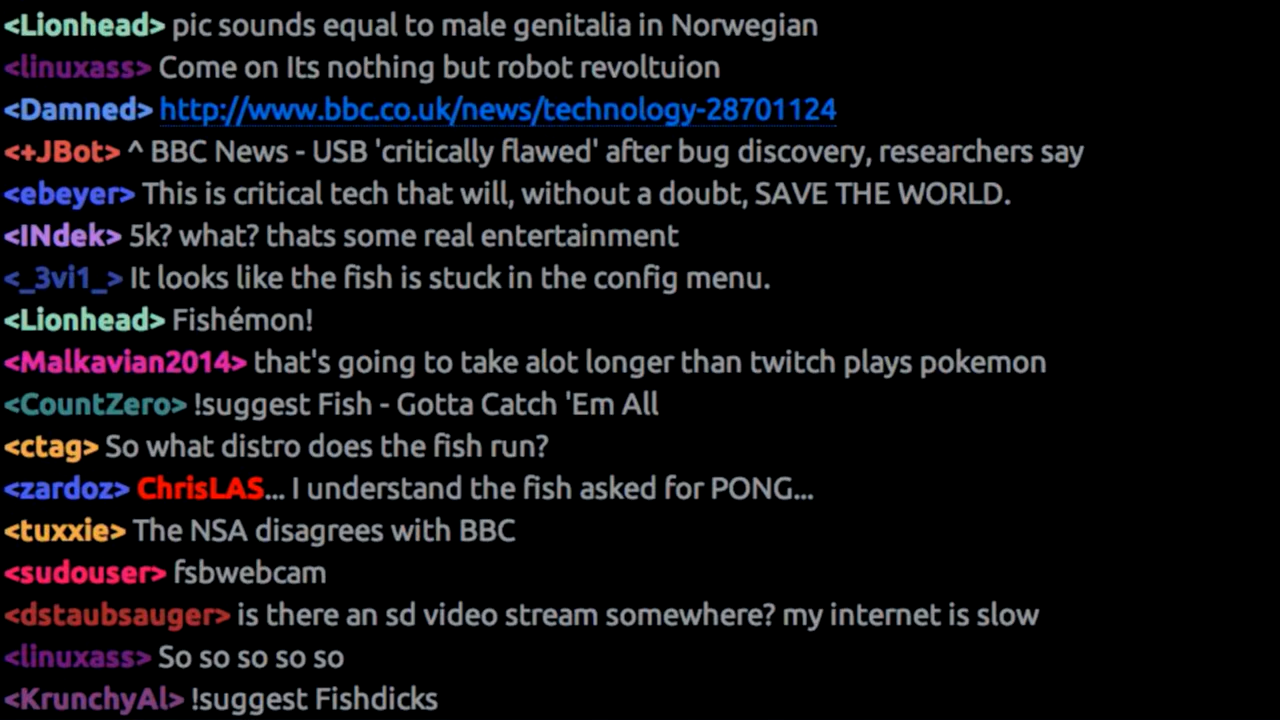 <Lionhead> pic sounds equal to male genitalia in Norwegian
<linuxass> Come on Its nothing but robot revoltuion
<Damned> http://www.bbc.co.uk/news/technology-28701124
<+JBot> ^ BBC News - USB 'critically flawed' after bug discovery, researchers say
<ebeyer> This is critical tech that will, without a doubt, SAVE THE WORLD.
<INdek> 5k? what? thats some real entertainment
<_3vi1_> It looks like the fish is stuck in the config menu.
<Lionhead> Fishémon!
<Malkavian2014> that's going to take alot longer than twitch plays pokemon
<CountZero> !suggest Fish - Gotta Catch 'Em All
<ctag> So what distro does the fish run?
<zardoz> ChrisLAS... I understand the fish asked for PONG...
<tuxxie> The NSA disagrees with BBC
<sudouser> fsbwebcam
<dstaubsauger> is there an sd video stream somewhere? my internet is slow
<linuxass> So so so so so
<KrunchyAl> !suggest Fishdicks